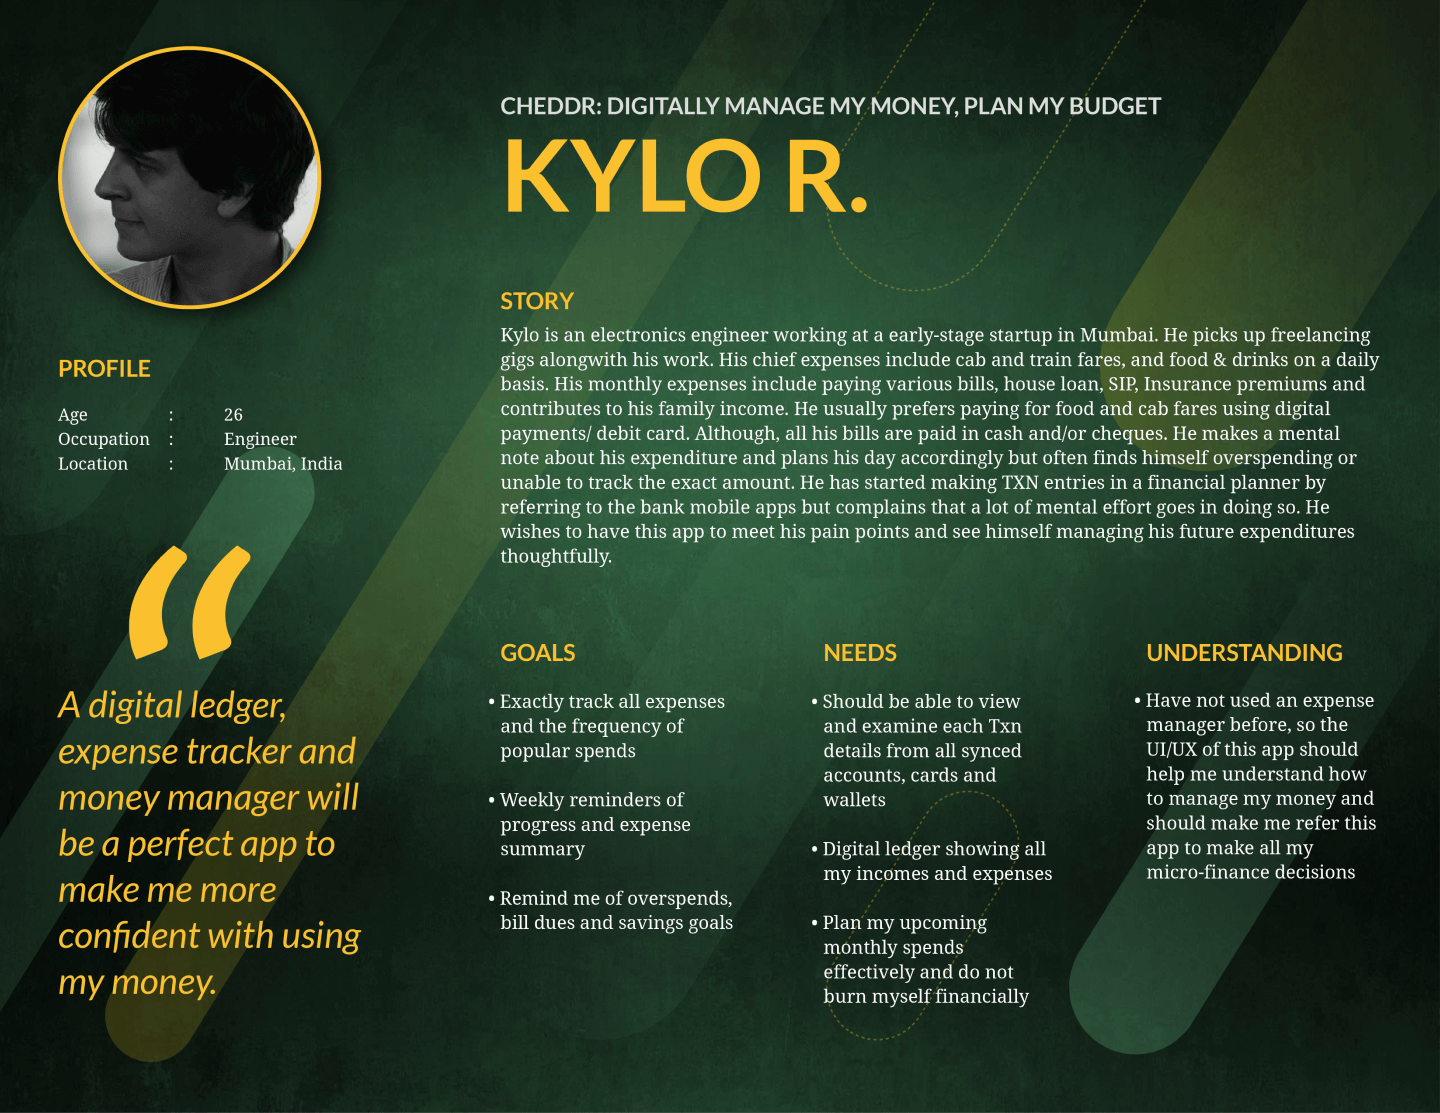 CHEDDR: DIGITALLY MANAGE MY MONEY, PLAN MY BUDGET
KYLO R.
PROFILE
Age : 26
Occupation : Engineer
Location : Mumbai, India
“
A digital ledger,
expense tracker and
money manager will
be a perfect app to
make me more
confident with using
my money.
STORY
Kylo is an electronics engineer working at a early-stage startup in Mumbai. He picks up freelancing
gigs alongwith his work. His chief expenses include cab and train fares, and food & drinks on a daily
basis. His monthly expenses include paying various bills, house loan, SIP, Insurance premiums and
contributes to his family income. He usually prefers paying for food and cab fares using digital
payments/ debit card. Although, all his bills are paid in cash and/or cheques. He makes a mental
note about his expenditure and plans his day accordingly but often finds himself overspending or
unable to track the exact amount. He has started making TXN entries in a financial planner by
referring to the bank mobile apps but complains that a lot of mental effort goes in doing so. He
wishes to have this app to meet his pain points and see himself managing his future expenditures
thoughtfully.
GOALS
• Exactly track all expenses
and the frequency of
popular spends
• Weekly reminders of
progress and expense
summary
• Remind me of overspends,
bill dues and savings goals
NEEDS
• Should be able to view
and examine each Txn
details from all synced
accounts, cards and
wallets
• Digital ledger showing all
my incomes and expenses
• Plan my upcoming
monthly spends
effectively and do not
burn myself financially
UNDERSTANDING
• Have not used an expense
manager before, so the
UI/UX of this app should
help me understand how
to manage my money and
should make me refer this
app to make all my
micro-finance decisions